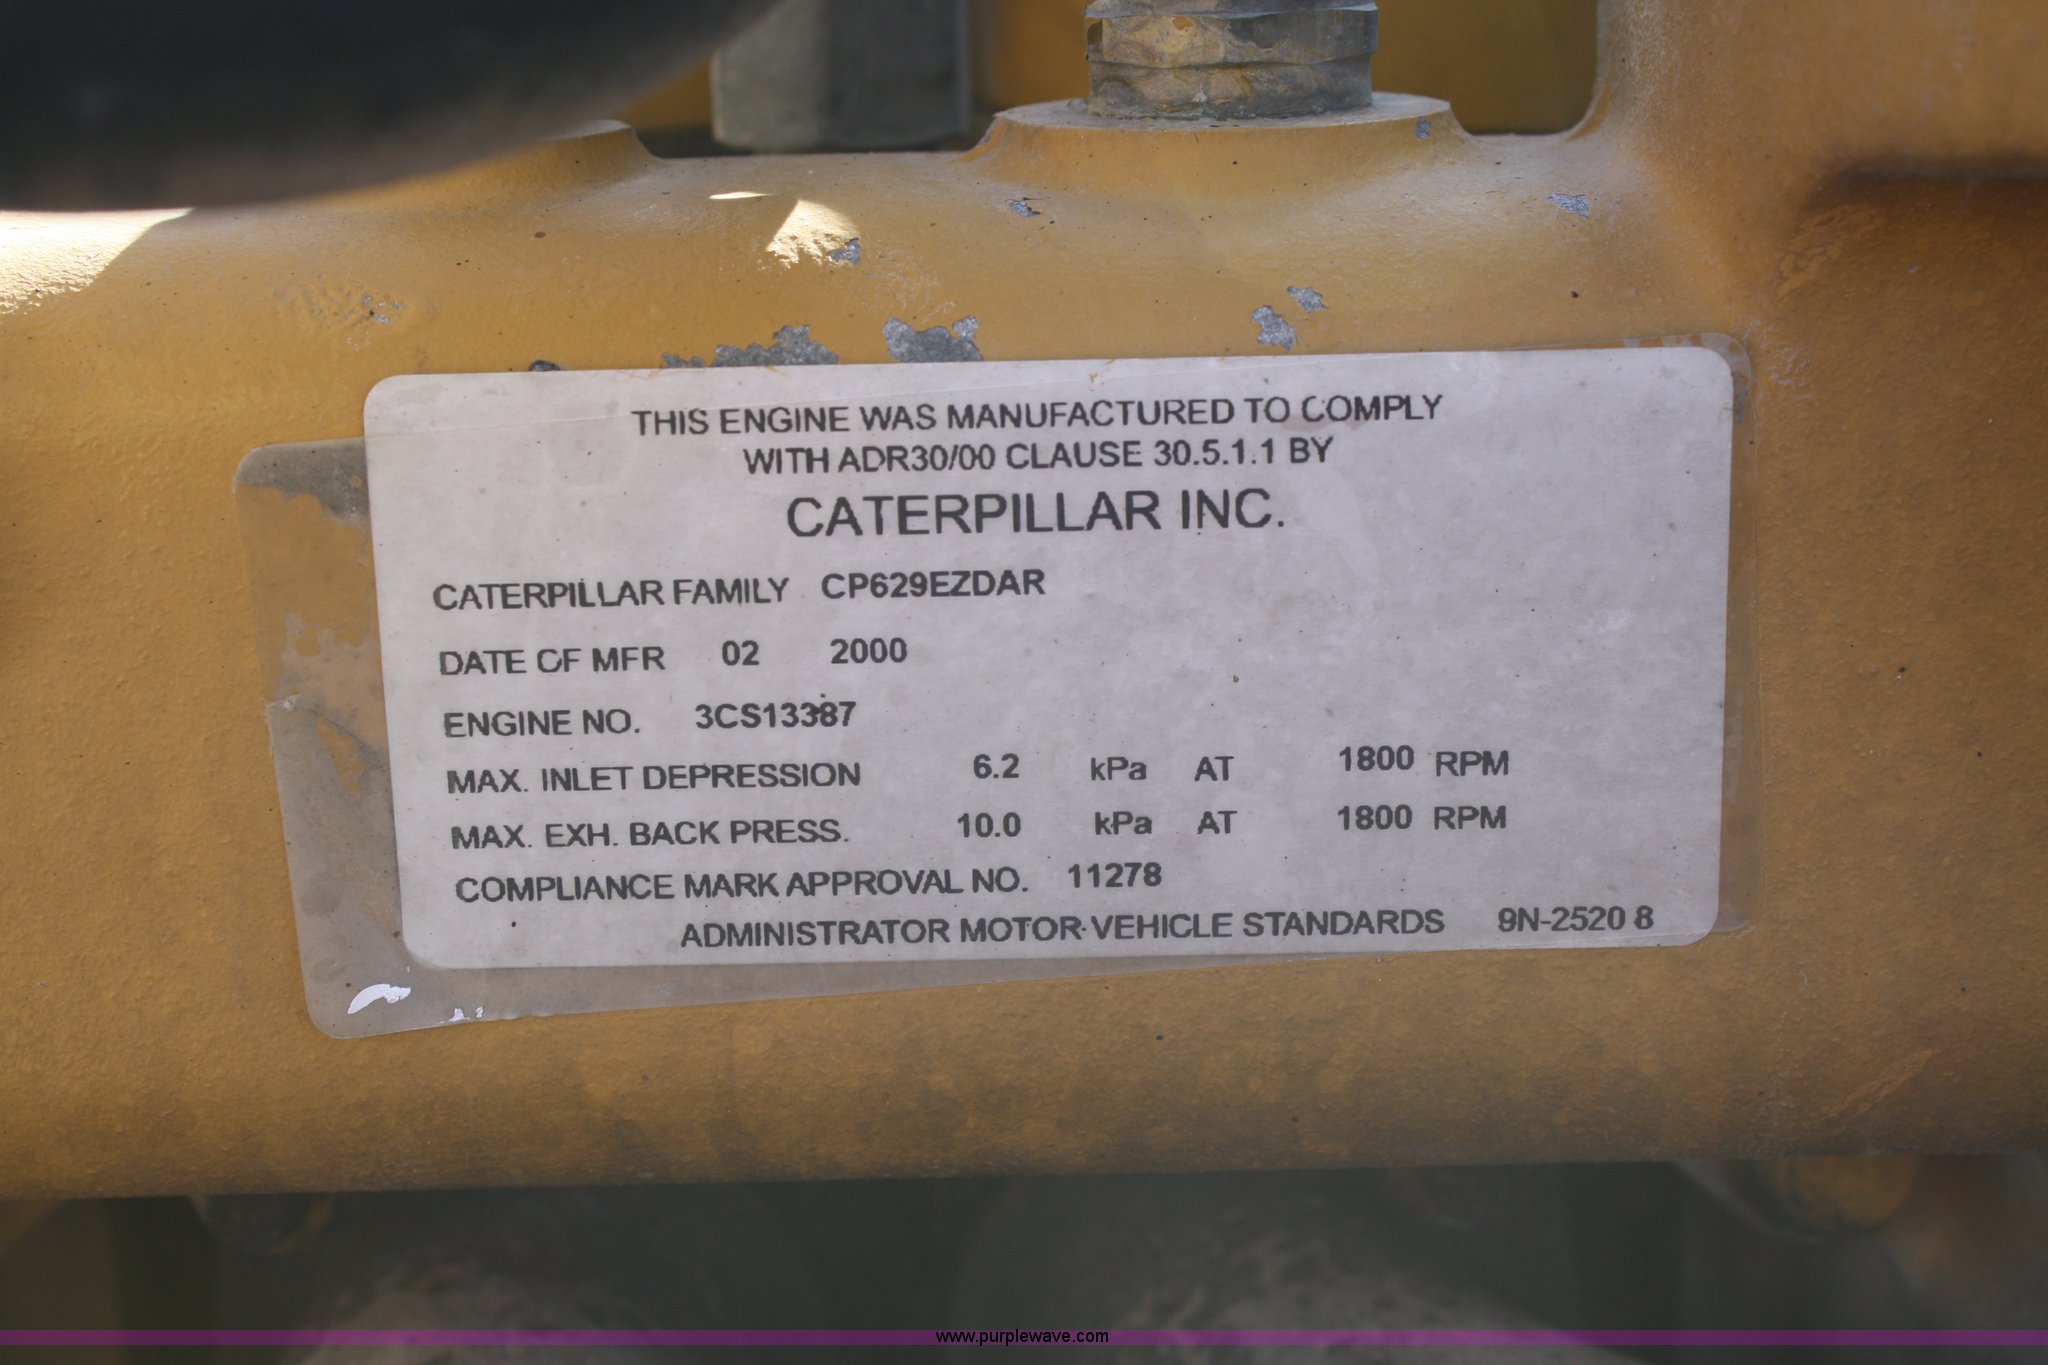 THIS ENGINE WAS MANUFACTURED TO COMPLY
WITH ADR30/00 CLAUSE 30.5.1.1 BY
CATERPILLAR INC.
CATERPILLAR FAMILY CP629EZDAR
DATE OF MFR 02 2000
ENGINE NO. 3CS13387
MAX. INLET DEPRESSION 6.2 kPa AT 1800 RPM
MAX. EXH. BACK PRESS. 10.0 kPa AT 1800 RPM
COMPLIANCE MARK APPROVAL NO. 11278
ADMINISTRATOR MOTOR VEHICLE STANDARDS 9N-2520 8
www.purplewave.com